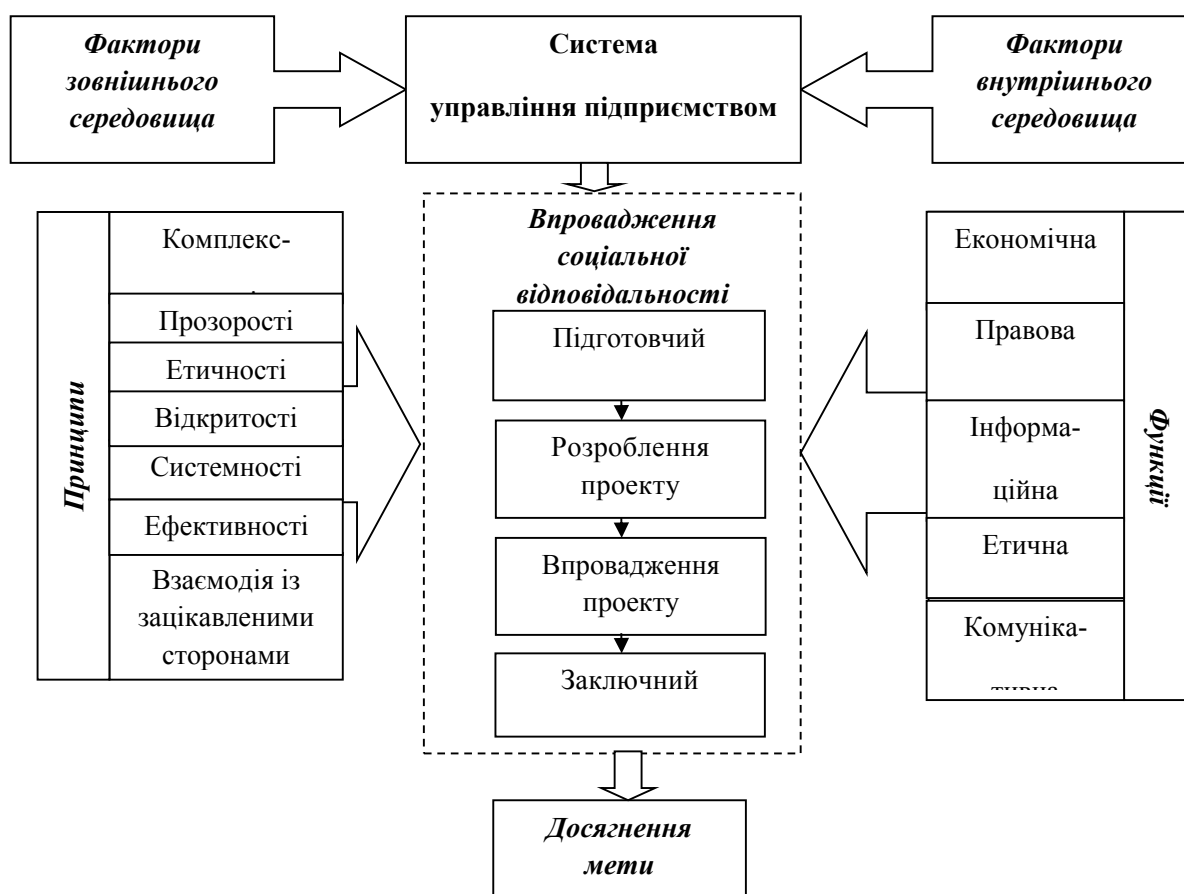 Фактори
зовнішнього
середовища
Система
управління підприємством
Фактори
внутрішнього
середовища
Принципи
Комплекс-
Прозорості
Етичності
Відкритості
Системності
Ефективності
Взаємодія із
зацікавленими
сторонами
Впровадження
соціальної
відповідальності
Підготовчий
Розроблення
проекту
Впровадження
проекту
Заключний
Економічна
Правова
Інформа-
ційна
Етична
Комуніка-
Функції
Досягнення
мети